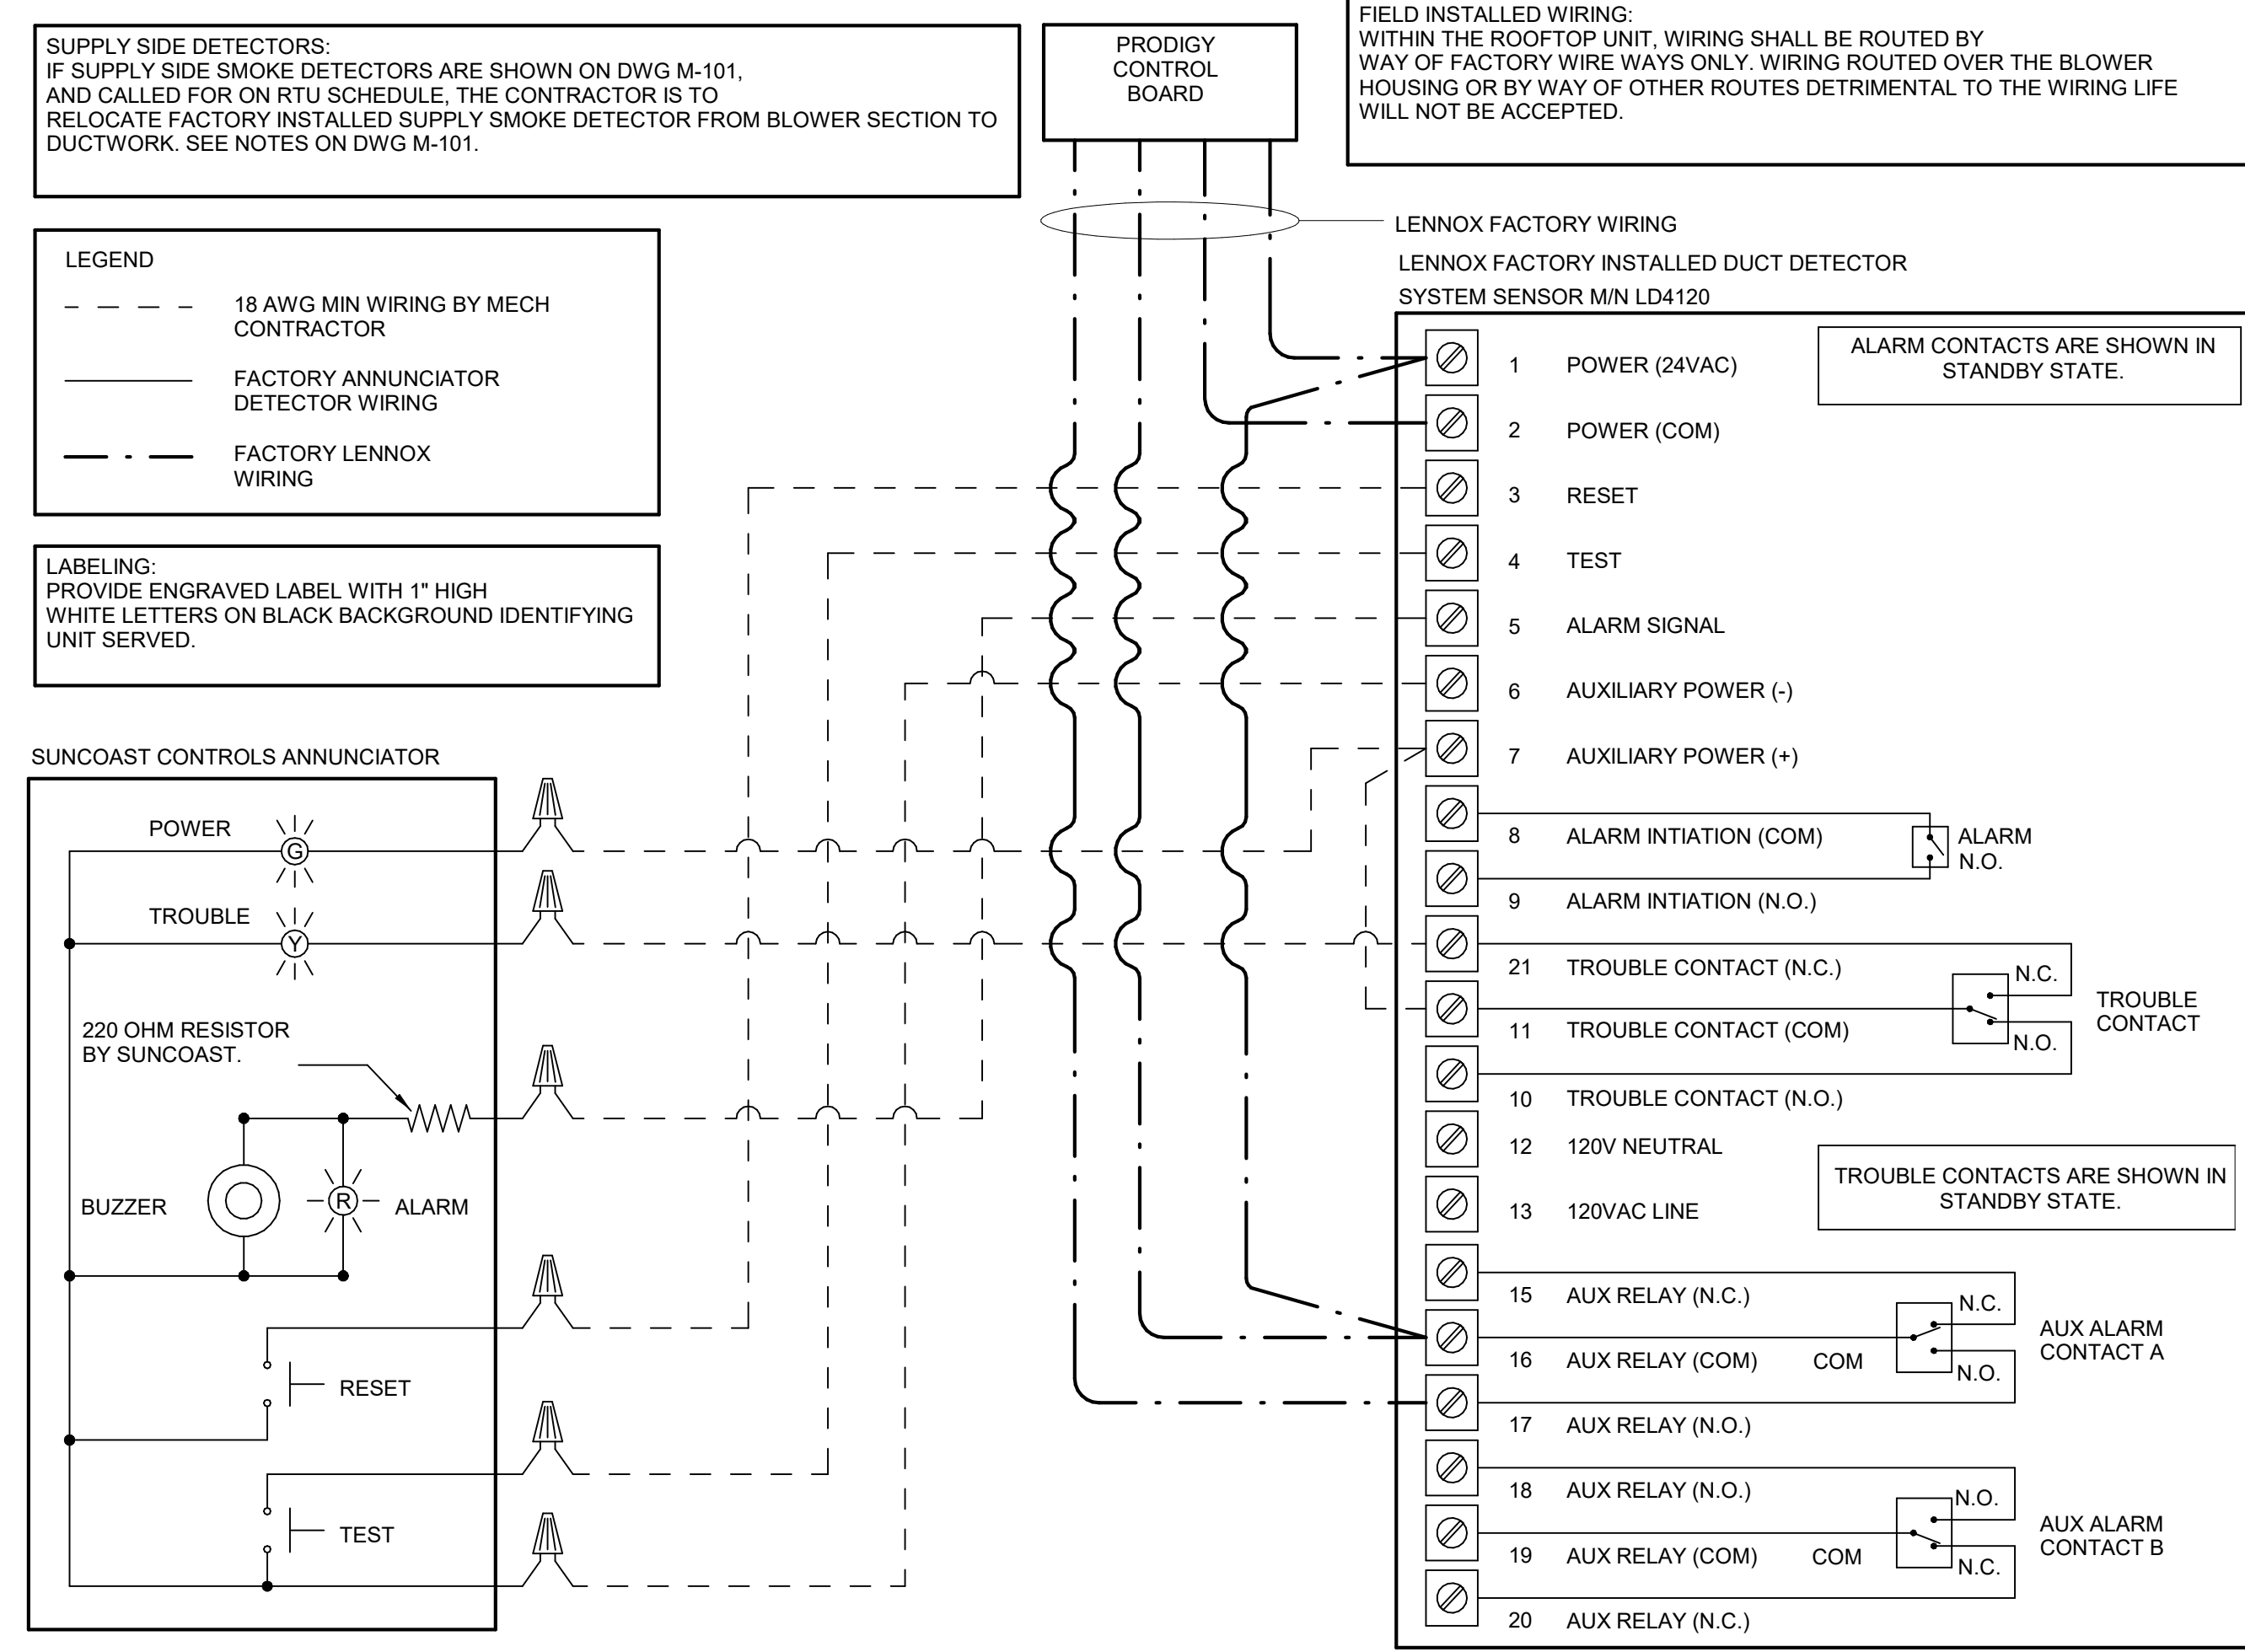 SUPPLY SIDE DETECTORS:
IF SUPPLY SIDE SMOKE DETECTORS ARE SHOWN ON DWG M-101,
AND CALLED FOR ON RTU SCHEDULE, THE CONTRACTOR IS TO
RELOCATE FACTORY INSTALLED SUPPLY SMOKE DETECTOR FROM BLOWER SECTION TO
DUCTWORK. SEE NOTES ON DWG M-101.
PRODIGY
CONTROL
BOARD
FIELD INSTALLED WIRING:
WITHIN THE ROOFTOP UNIT, WIRING SHALL BE ROUTED BY
WAY OF FACTORY WIRE WAYS ONLY. WIRING ROUTED OVER THE BLOWER
HOUSING OR BY WAY OF OTHER ROUTES DETRIMENTAL TO THE WIRING LIFE
WILL NOT BE ACCEPTED.
LEGEND
18 AWG MIN WIRING BY MECH
CONTRACTOR
FACTORY ANNUNCIATOR
DETECTOR WIRING
FACTORY LENNOX
WIRING
LABELING:
PROVIDE ENGRAVED LABEL WITH 1" HIGH
WHITE LETTERS ON BLACK BACKGROUND IDENTIFYING
UNIT SERVED.
SUNCOAST CONTROLS ANNUNCIATOR
POWER
G
TROUBLE
Y
220 OHM RESISTOR
BY SUNCOAST.
BUZZER
R
ALARM
RESET
TEST
LENNOX FACTORY WIRING
LENNOX FACTORY INSTALLED DUCT DETECTOR
SYSTEM SENSOR M/N LD4120
ALARM CONTACTS ARE SHOWN IN
STANDBY STATE.
1 POWER (24VAC)
2 POWER (COM)
3 RESET
4 TEST
5 ALARM SIGNAL
6 AUXILIARY POWER (-)
7 AUXILIARY POWER (+)
8 ALARM INTIATION (COM)
ALARM
N.O.
9 ALARM INTIATION (N.O.)
21 TROUBLE CONTACT (N.C.)
N.C.
TROUBLE
CONTACT
11 TROUBLE CONTACT (COM)
N.O.
10 TROUBLE CONTACT (N.O.)
12 120V NEUTRAL
TROUBLE CONTACTS ARE SHOWN IN
STANDBY STATE.
13 120VAC LINE
15 AUX RELAY (N.C.)
N.C.
AUX ALARM
CONTACT A
16 AUX RELAY (COM) COM
N.O.
17 AUX RELAY (N.O.)
18 AUX RELAY (N.O.)
N.O.
AUX ALARM
CONTACT B
19 AUX RELAY (COM) COM
N.C.
20 AUX RELAY (N.C.)